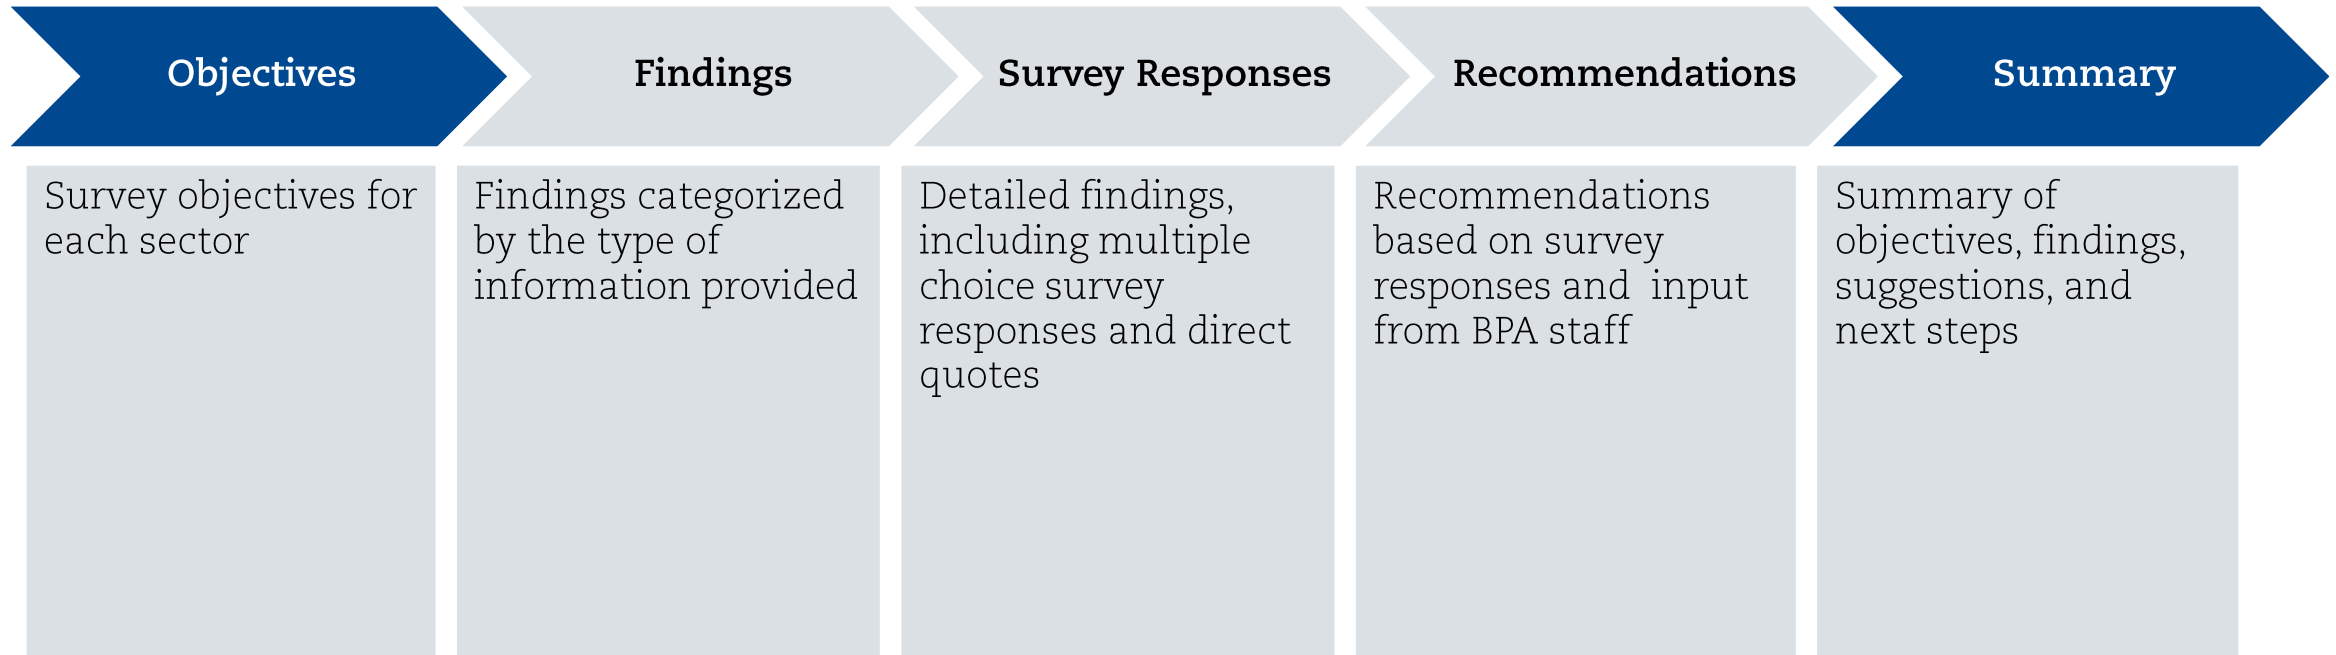 Objectives
Findings
Survey Responses
Recommendations
Summary
Survey objectives for
each sector
Findings categorized
by the type of
information provided
Detailed findings,
including multiple
choice survey
responses and direct
quotes
Recommendations
based on survey
responses and  input
from BPA staff
Summary of
objectives, findings,
suggestions, and
next steps